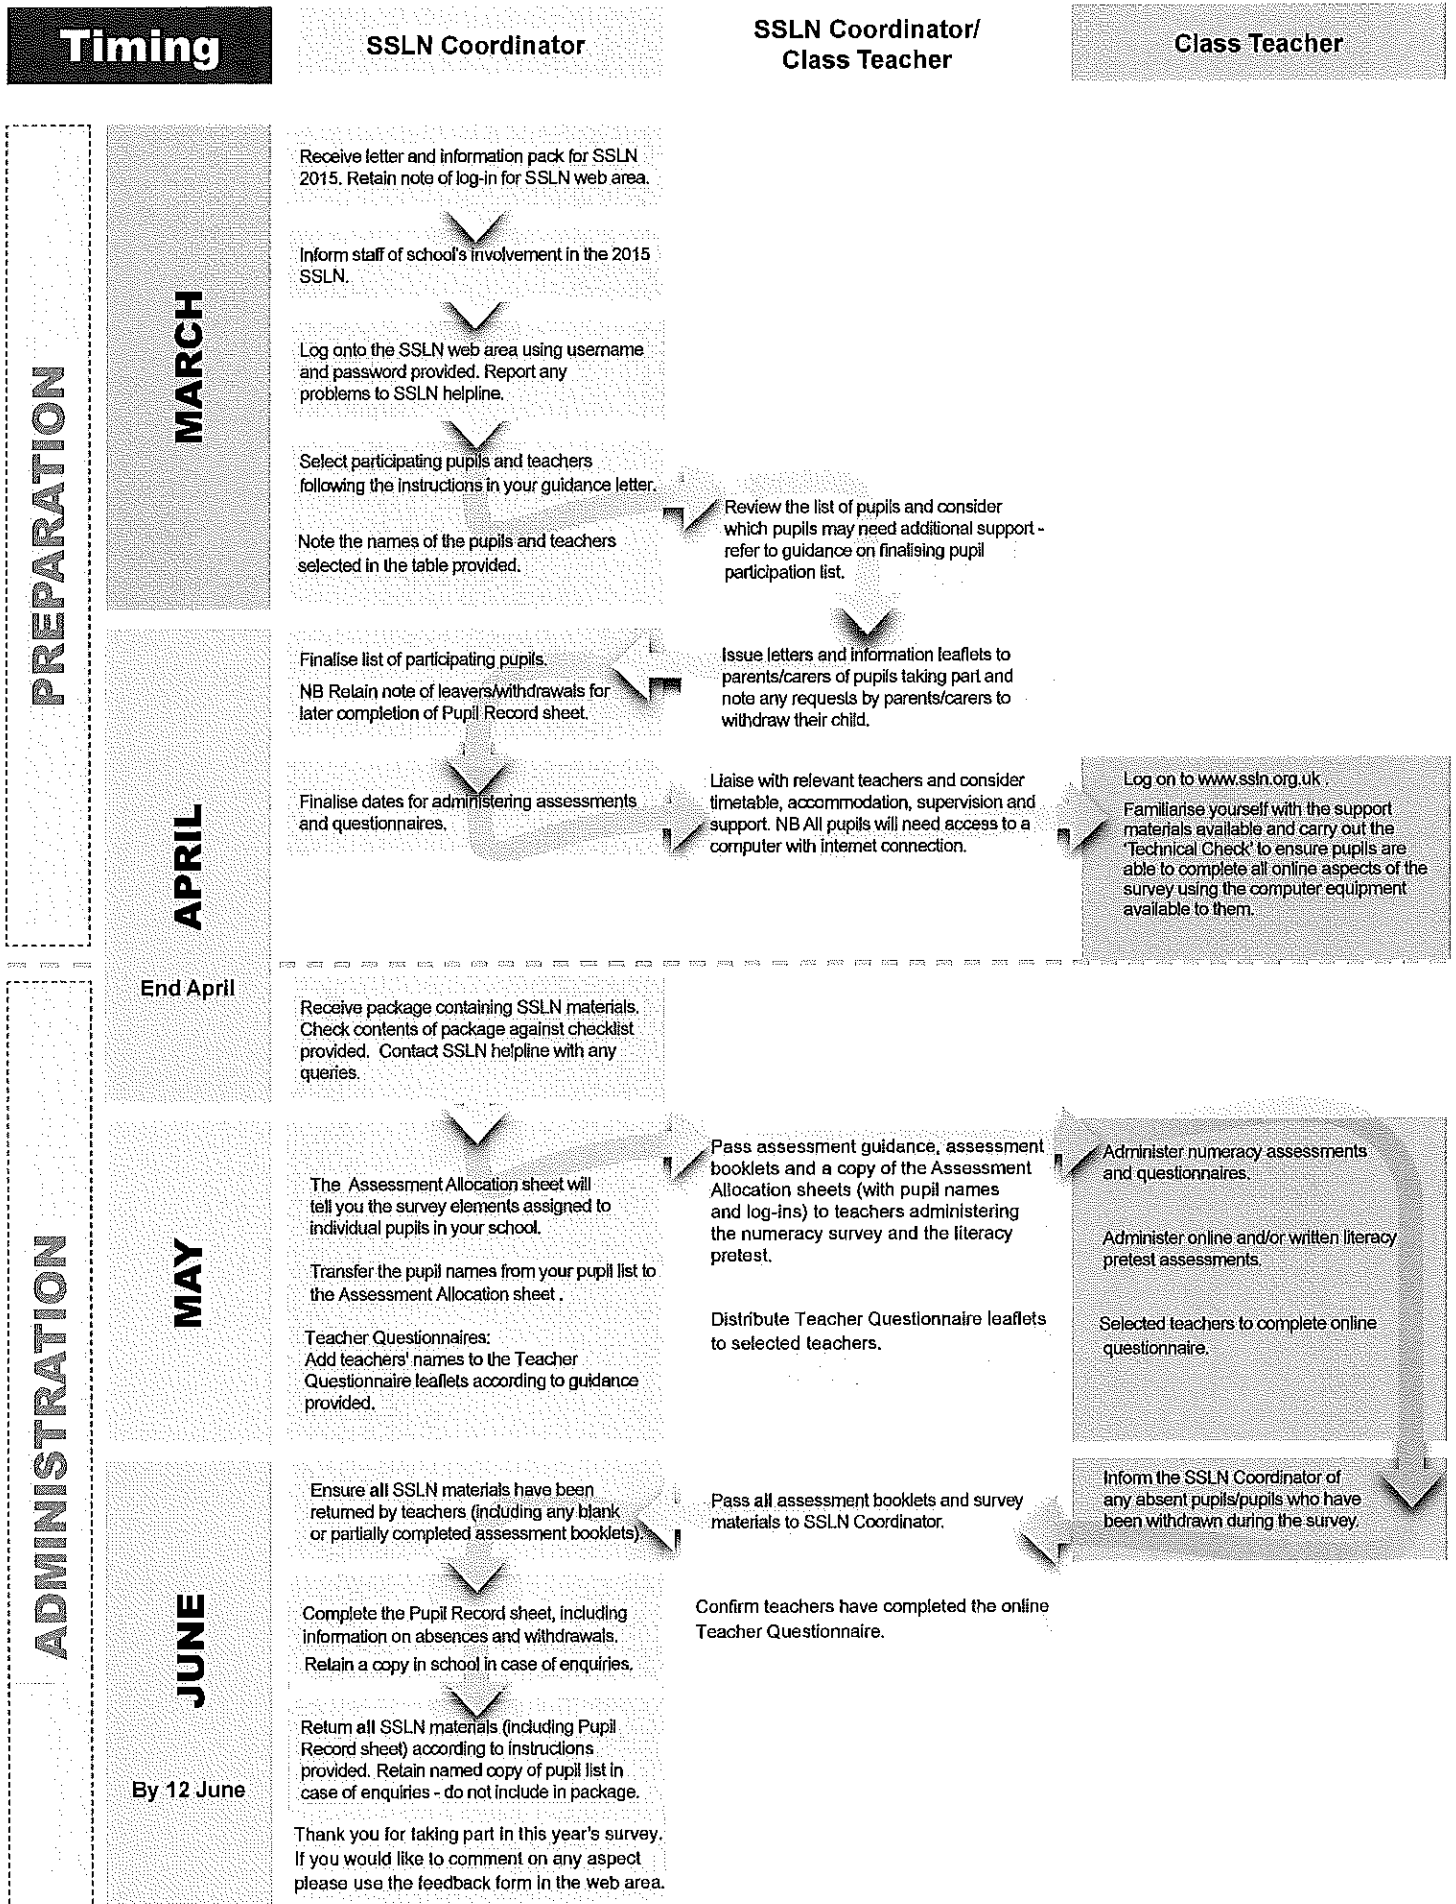 Timing
SSLN Coordinator
SSLN Coordinator/
Class Teacher
Class Teacher
PREPARATION
MARCH
Receive letter and information pack for SSLN
2015. Retain note of log-in for SSLN web area.
Inform staff of school's involvement in the 2015
SSLN.
Log onto the SSLN web area using username
and password provided. Report any
problems to SSLN helpline.
Select participating pupils and teachers
following the instructions in your guidance letter.
Note the names of the pupils and teachers
selected in the table provided.
Review the list of pupils and consider
which pupils may need additional support -
refer to guidance on finalising pupil
participation list.
APRIL
Issue letters and information leaflets to
parents/carers of pupils taking part and
note any requests by parents/carers to
withdraw their child.
Finalise list of participating pupils.
NB Retain note of leavers/withdrawals for
later completion of Pupil Record sheet.
Finalise dates for administering assessments
and questionnaires.
Liaise with relevant teachers and consider
timetable, accommodation, supervision and
support. NB All pupils will need access to a
computer with internet connection.
Log on to www.ssln.org.uk .
Familiarise yourself with the support
materials available and carry out the
'Technical Check' to ensure pupils are
able to complete all online aspects of the
survey using the computer equipment
available to them.
ADMINISTRATION
End April
Receive package containing SSLN materials.
Check contents of package against checklist
provided. Contact SSLN helpline with any
queries.
MAY
The Assessment Allocation sheet will
tell you the survey elements assigned to
individual pupils in your school.
Transfer the pupil names from your pupil list to
the Assessment Allocation sheet .
Teacher Questionnaires:
Add teachers' names to the Teacher
Questionnaire leaflets according to guidance
provided.
Pass assessment guidance, assessment
booklets and a copy of the Assessment
Allocation sheets (with pupil names
and log-ins) to teachers administering
the numeracy survey and the literacy
pretest.
Distribute Teacher Questionnaire leaflets
to selected teachers.
Administer numeracy assessments
and questionnaires.
Administer online and/or written literacy
pretest assessments.
Selected teachers to complete online
questionnaire.
JUNE
Inform the SSLN Coordinator of
any absent pupils/pupils who have
been withdrawn during the survey.
Pass all assessment booklets and survey
materials to SSLN Coordinator.
Confirm teachers have completed the online
Teacher Questionnaire.
Ensure all SSLN materials have been
returned by teachers (including any blank
or partially completed assessment booklets).
Complete the Pupil Record sheet, including
information on absences and withdrawals.
Retain a copy in school in case of enquiries.
By 12 June
Return all SSLN materials (including Pupil
Record sheet) according to instructions
provided. Retain named copy of pupil list in
case of enquiries - do not include in package.
Thank you for taking part in this year's survey.
If you would like to comment on any aspect
please use the feedback form in the web area.